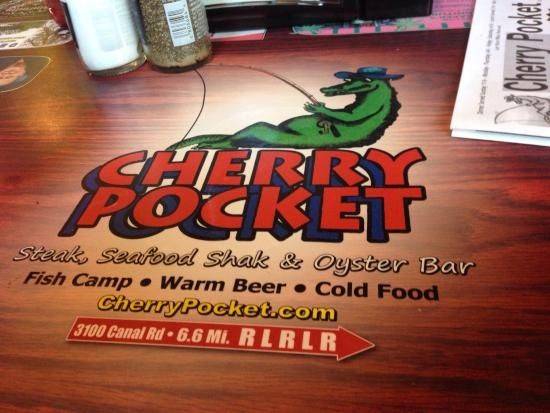 CHERRY
POCKET
Steak, Seafood Shak & Oyster Bar
Fish Camp • Warm Beer • Cold Food
CherryPocket.com
3100 Canal Rd • 6.6 Mi. RLRLR
Cherry Pocket